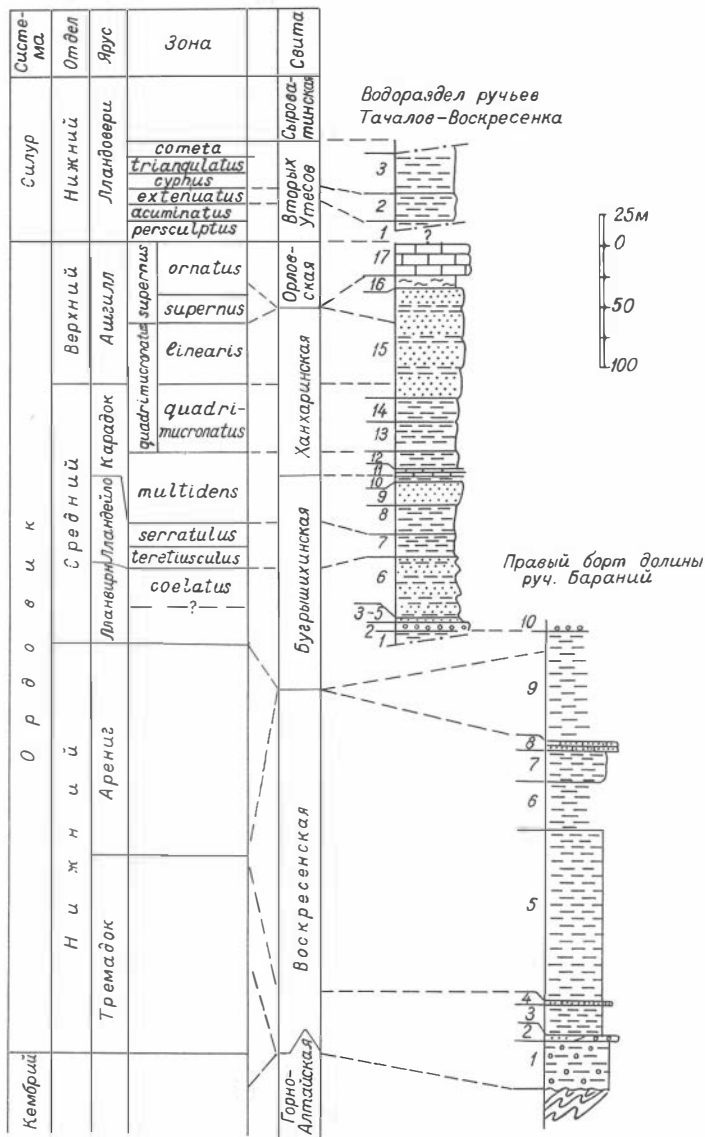 Систе-
ма
Отдел
Ярус
Зона
Свита
Силур
Нижний
Лландовери
cometa
triangulatus
cyphus
extenuatus
acuminatus
persculptus
Сырова-
тинская
Вторых
Утесов
Ордовик
Верхний
Ашгилл
supernus
ornatus
supernus
quadrimucronatus
linearis
quadri-
mucronatus
Орлов-
ская
Ханхаринская
Средний
Карадок
Лландейло
Лланвирн
multidens
serratulus
teretiusculus
coelatus
—?—
Бугрышихинская
Нижний
Арениг
Тремадок
Воскресенская
Кембрий
Горно-
Алтайская
Водораздел ручьев
Тачалов-Воскресенка
3
2
1
?
17
16
15
14
13
12
11
10
9
8
7
6
3-5
2
1
25м
0
50
100
Правый борт долины
руч. Бараний
10
9
8
7
6
5
4
3
2
1